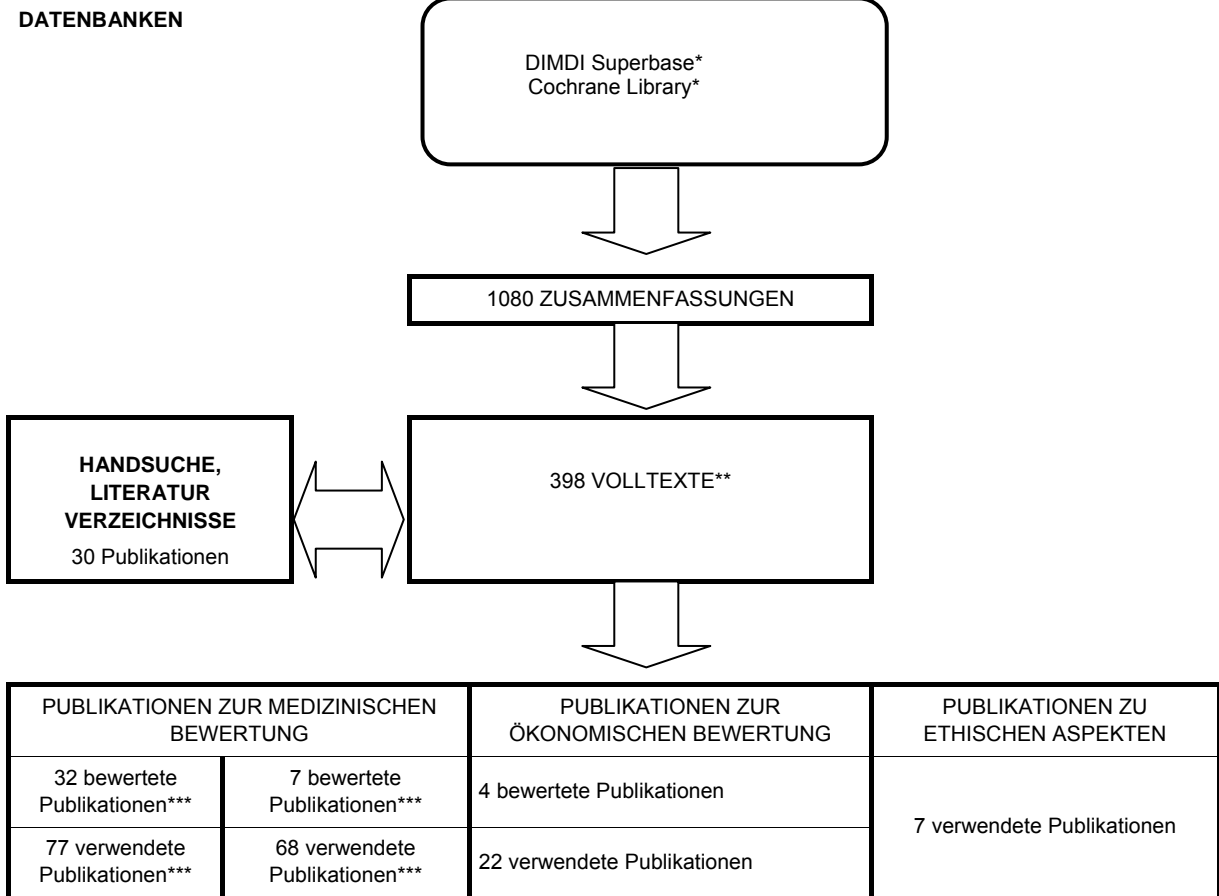 DATENBANKEN
DIMDI Superbase*
Cochrane Library*
1080 ZUSAMMENFASSUNGEN
HANDSUCHE,
LITERATUR
VERZEICHNISSE
30 Publikationen
398 VOLLTEXTE**
PUBLIKATIONEN ZUR MEDIZINISCHEN
BEWERTUNG
PUBLIKATIONEN ZUR
ÖKONOMISCHEN BEWERTUNG
PUBLIKATIONEN ZU
ETHISCHEN ASPEKTEN
32 bewertete
Publikationen***
7 bewertete
Publikationen***
4 bewertete Publikationen
7 verwendete Publikationen
77 verwendete
Publikationen***
68 verwendete
Publikationen***
22 verwendete Publikationen